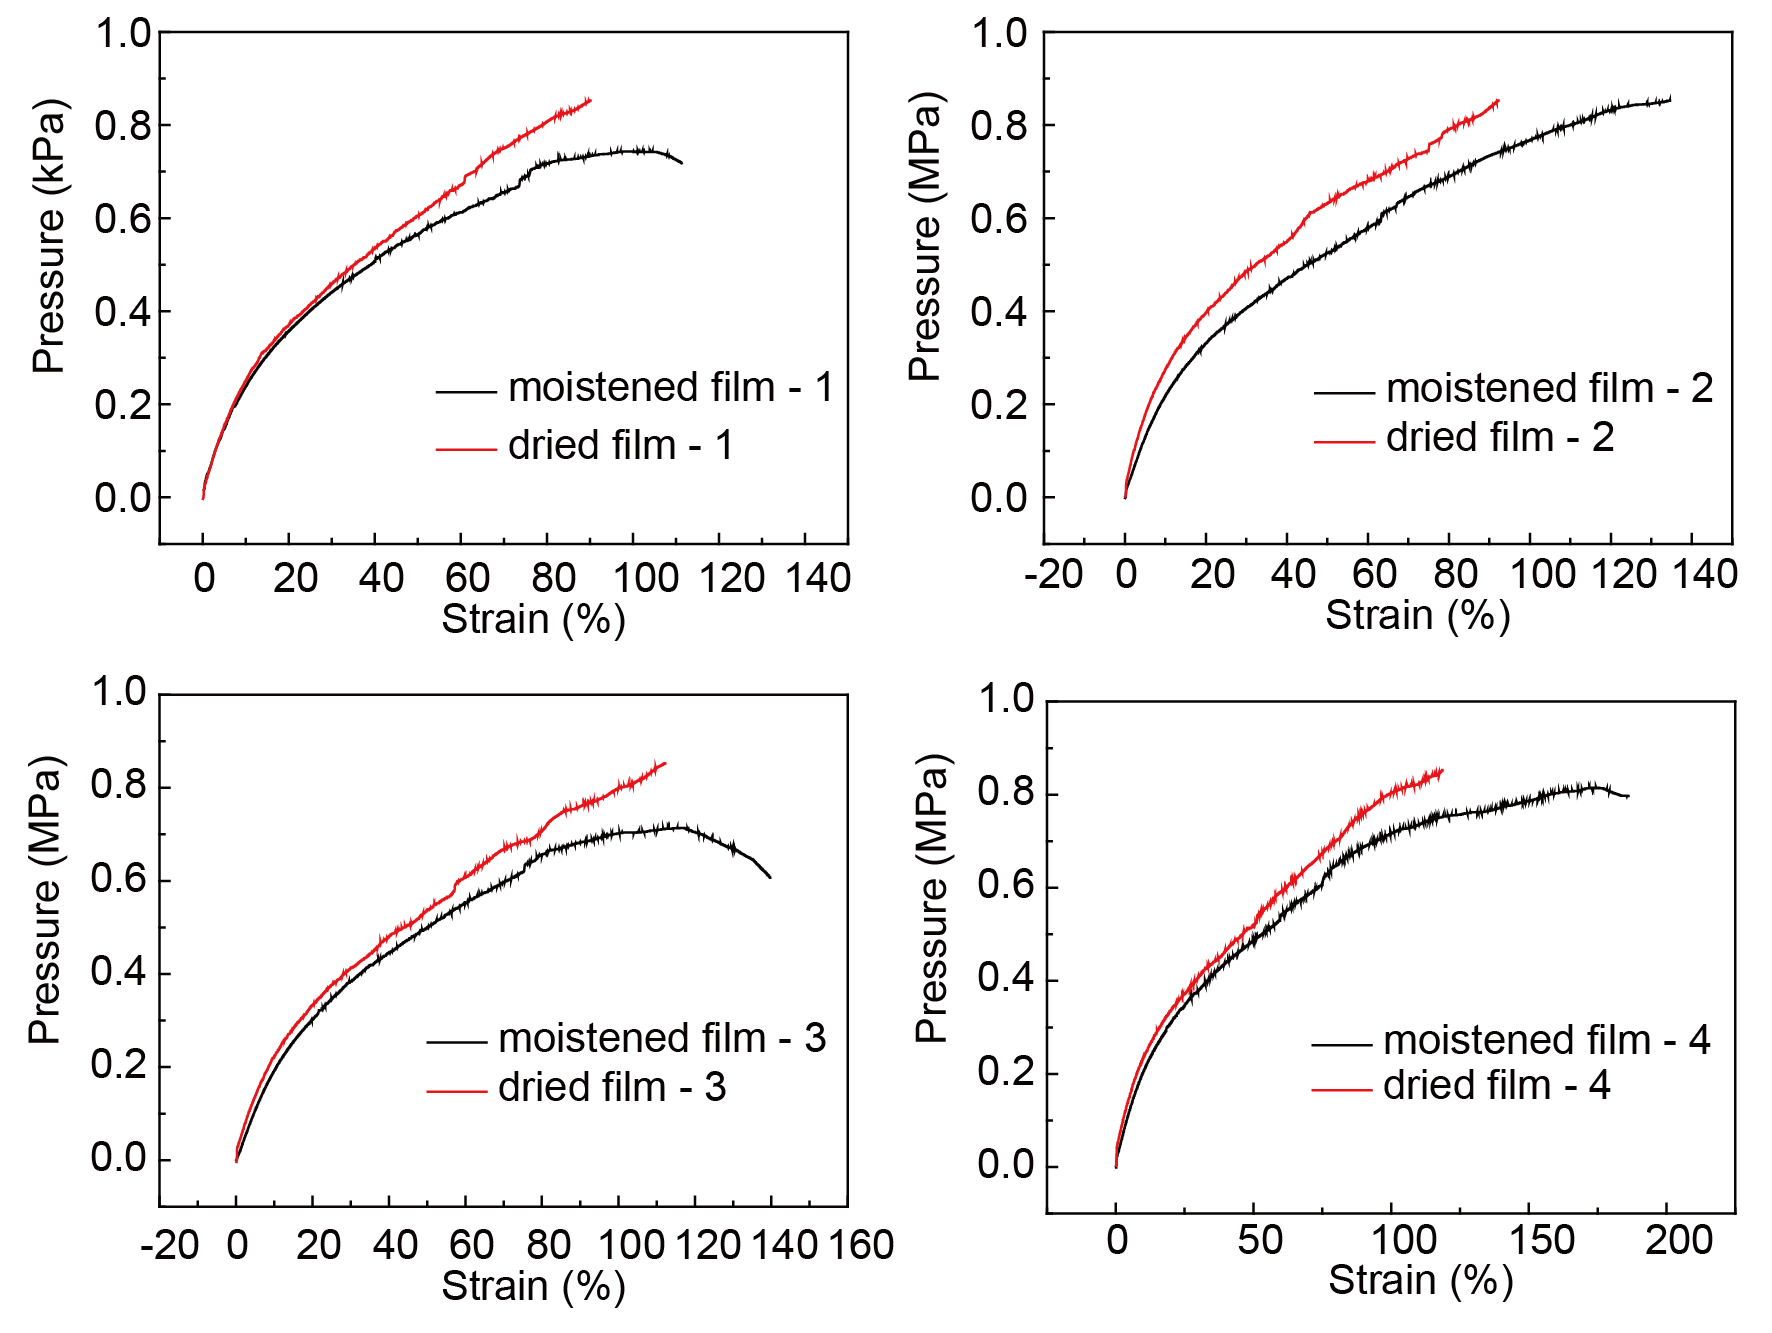 1.0
0.8
0.6
0.4
0.2
0.0
Pressure (kPa)
moistened film - 1
dried film - 1
0 20 40 60 80 100 120 140
Strain (%)
1.0
0.8
0.6
0.4
0.2
0.0
Pressure (MPa)
moistened film - 2
dried film - 2
-20 0 20 40 60 80 100 120 140
Strain (%)
1.0
0.8
0.6
0.4
0.2
0.0
Pressure (MPa)
moistened film - 3
dried film - 3
-20 0 20 40 60 80 100 120 140 160
Strain (%)
1.0
0.8
0.6
0.4
0.2
0.0
Pressure (MPa)
moistened film - 4
dried film - 4
0 50 100 150 200
Strain (%)